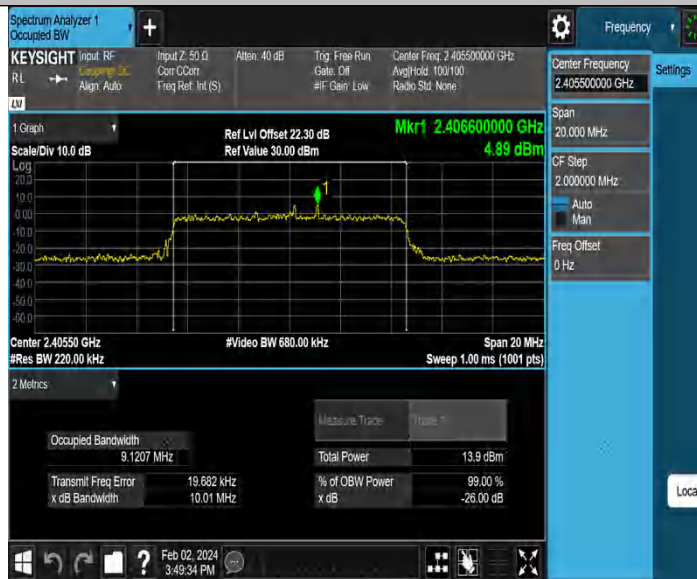 Spectrum Analyzer 1
Occupied BW
+
Frequency
KEYSIGHT
RL
LXI
Input: RF
Coupling: DC
Align: Auto
Input Z: 50 Ω
Corr CCorr
Freq Ref: Int (S)
Atten: 40 dB
Trig: Free Run
Gate: Off
#IF Gain: Low
Center Freq: 2.405500000 GHz
Avg|Hold: 100/100
Radio Std: None
Center Frequency
2.405500000 GHz
Settings
Span
20.000 MHz
CF Step
2.000000 MHz
Auto
Man
Freq Offset
0 Hz
1 Graph
Scale/Div 10.0 dB
Ref Lvl Offset 22.30 dB
Ref Value 30.00 dBm
Mkr1 2.406600000 GHz
4.89 dBm
Log
20.0
10.0
0.00
-10.0
-20.0
-30.0
-40.0
-50.0
-60.0
1
Center 2.40550 GHz
#Res BW 220.00 kHz
#Video BW 680.00 kHz
Span 20 MHz
Sweep 1.00 ms (1001 pts)
2 Metrics
Measure Trace
Trace 1
Occupied Bandwidth
9.1207 MHz
Total Power
13.9 dBm
Transmit Freq Error
19.682 kHz
% of OBW Power
99.00 %
x dB Bandwidth
10.01 MHz
x dB
-26.00 dB
Loca
?
Feb 02, 2024
3:49:34 PM